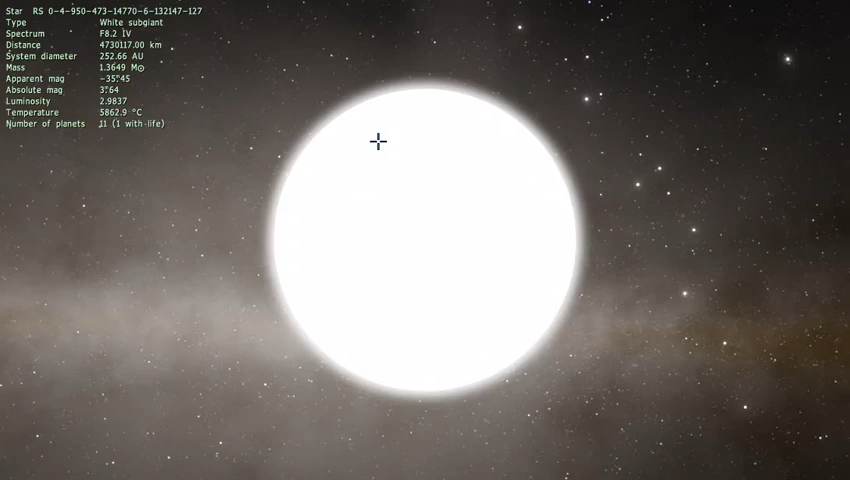 Star RS 0-4-950-473-14770-6-132147-127
Type White subgiant
Spectrum F8.2 IV
Distance 4730117.00 km
System diameter 252.66 AU
Mass 1.3649 M☉
Apparent mag -35.45
Absolute mag 3.64
Luminosity 2.9837
Temperature 5862.9 °C
Number of planets 11 (1 with life)